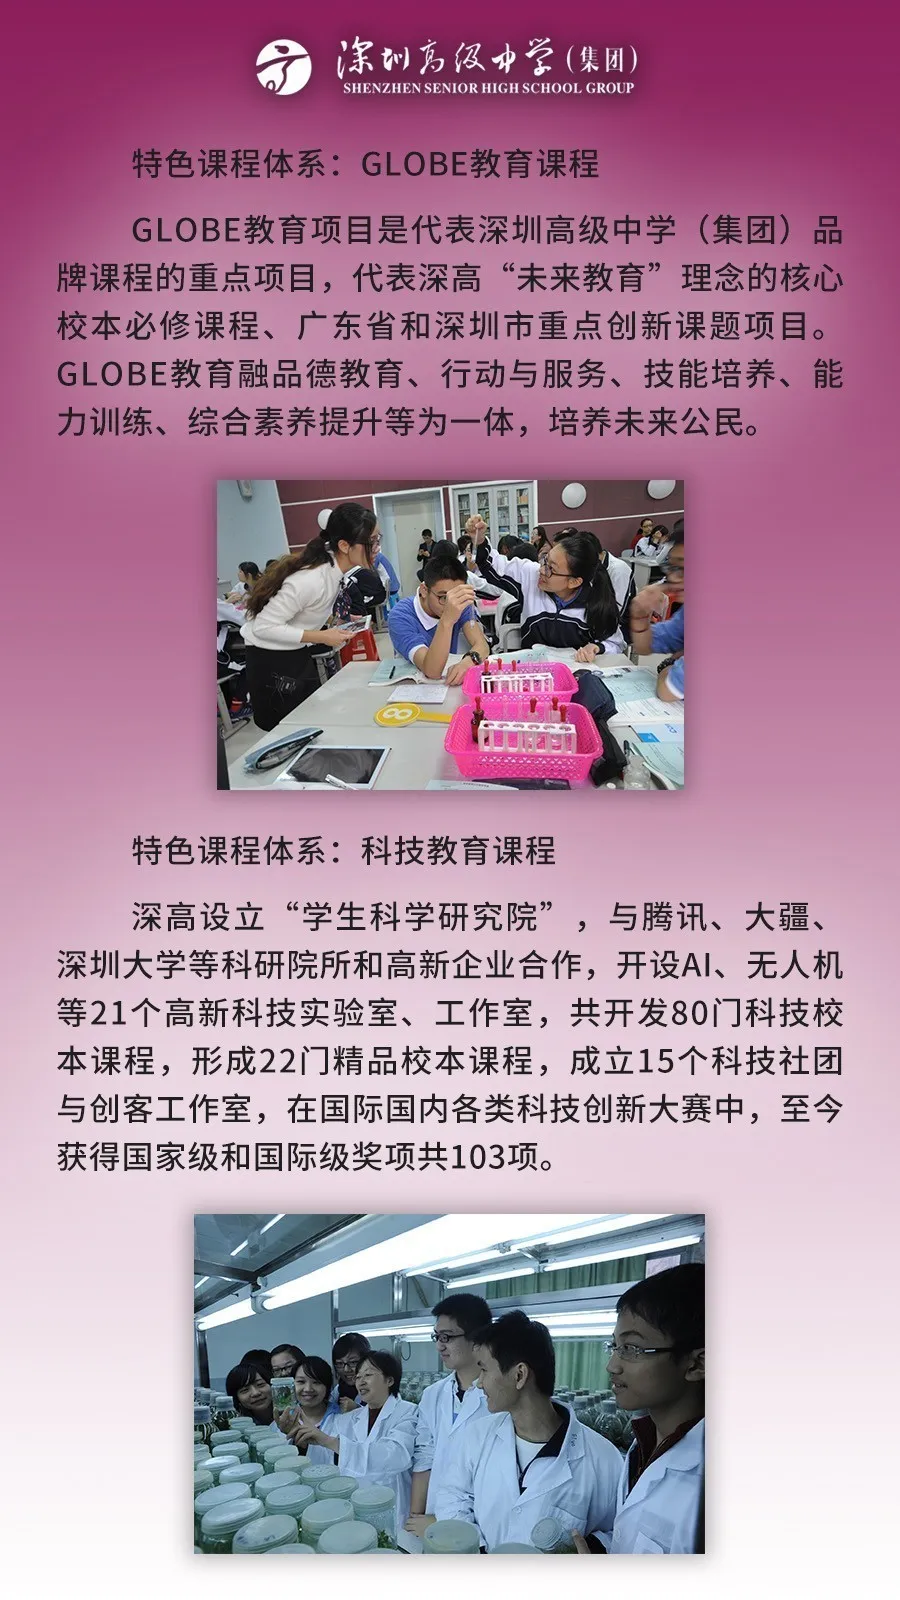 深圳高级中学(集团)
SHENZHEN SENIOR HIGH SCHOOL GROUP
特色课程体系：GLOBE教育课程
GLOBE教育项目是代表深圳高级中学（集团）品
牌课程的重点项目，代表深高“未来教育”理念的核心
校本必修课程、广东省和深圳市重点创新课题项目。
GLOBE教育融品德教育、行动与服务、技能培养、能
力训练、综合素养提升等为一体，培养未来公民。
8
特色课程体系：科技教育课程
深高设立“学生科学研究院”，与腾讯、大疆、
深圳大学等科研院所和高新企业合作，开设AI、无人机
等21个高新科技实验室、工作室，共开发80门科技校
本课程，形成22门精品校本课程，成立15个科技社团
与创客工作室，在国际国内各类科技创新大赛中，至今
获得国家级和国际级奖项共103项。